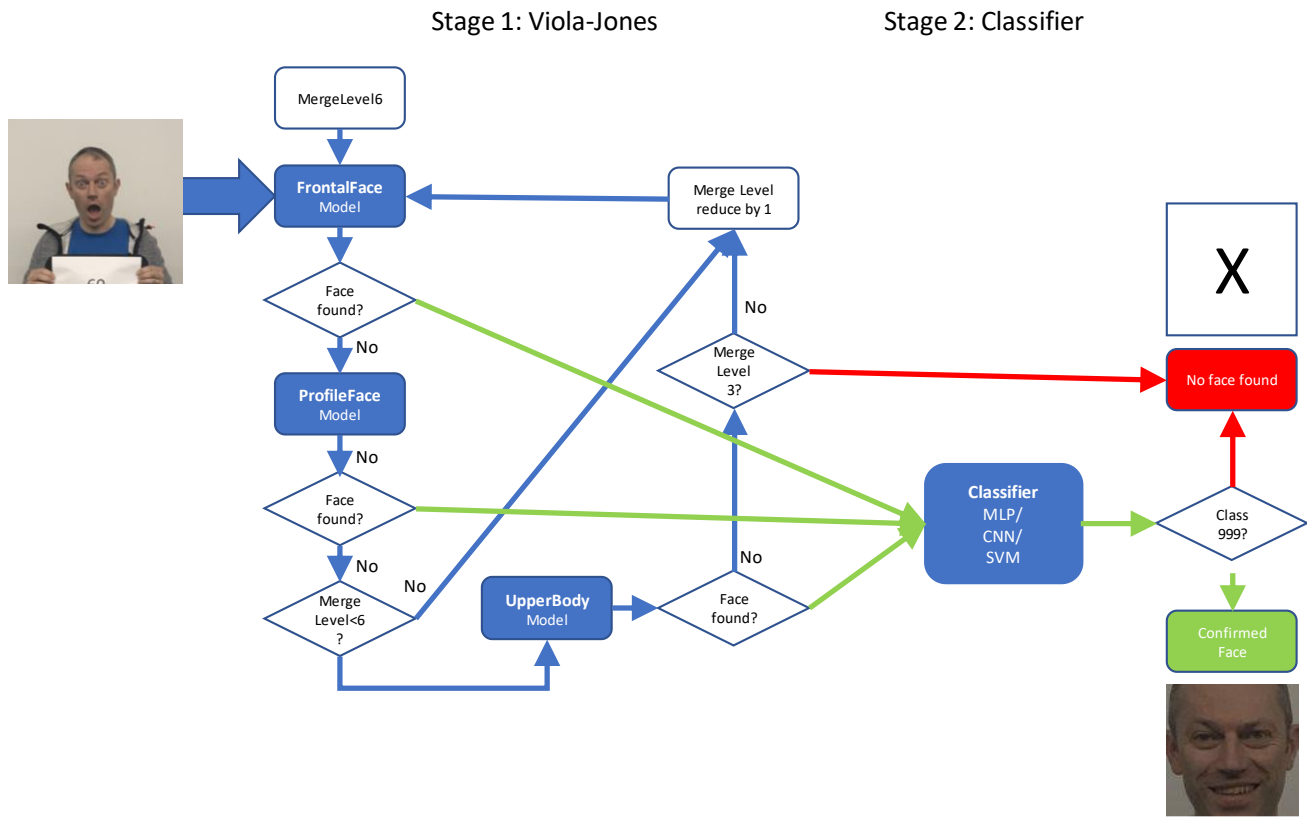 Stage 1: Viola-Jones
Stage 2: Classifier
MergeLevel6
FrontalFace
Model
Merge Level
reduce by 1
X
Face
found?
No
No
Merge
Level
3?
No face found
ProfileFace
Model
No
Face
found?
Classifier
MLP/
CNN/
SVM
Class
999?
No
No
No
Merge
Level<6
?
UpperBody
Model
Face
found?
Confirmed
Face